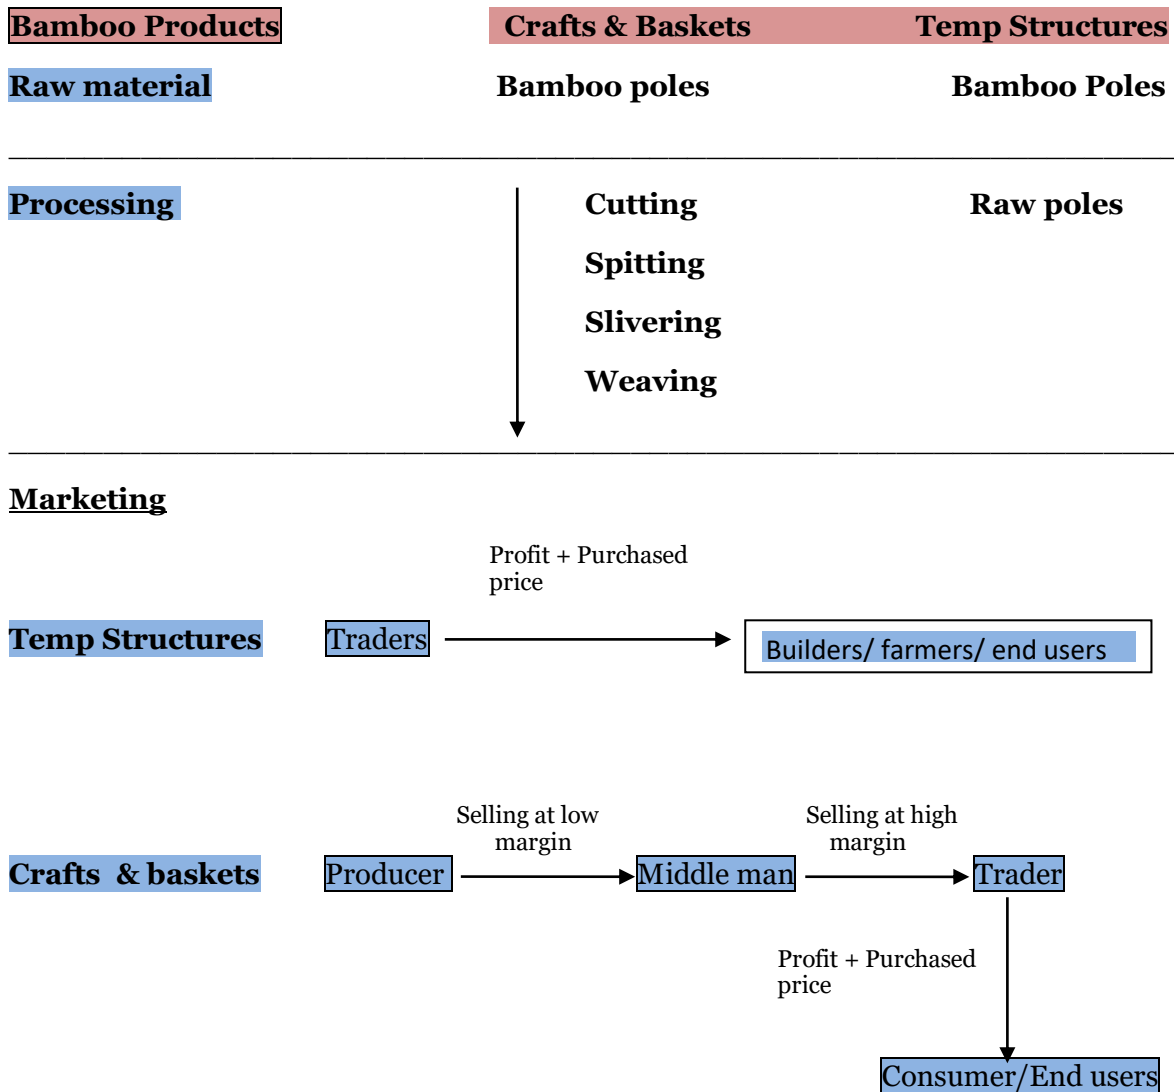 Bamboo Products Crafts & Baskets Temp Structures
Raw material Bamboo poles Bamboo Poles
Processing Cutting Raw poles
Spitting
Slivering
Weaving
Marketing
Profit + Purchased
price
Temp Structures Traders Builders/ farmers/ end users
Selling at low
margin
Selling at high
margin
Crafts & baskets Producer Middle man Trader
Profit + Purchased
price
Consumer/End users